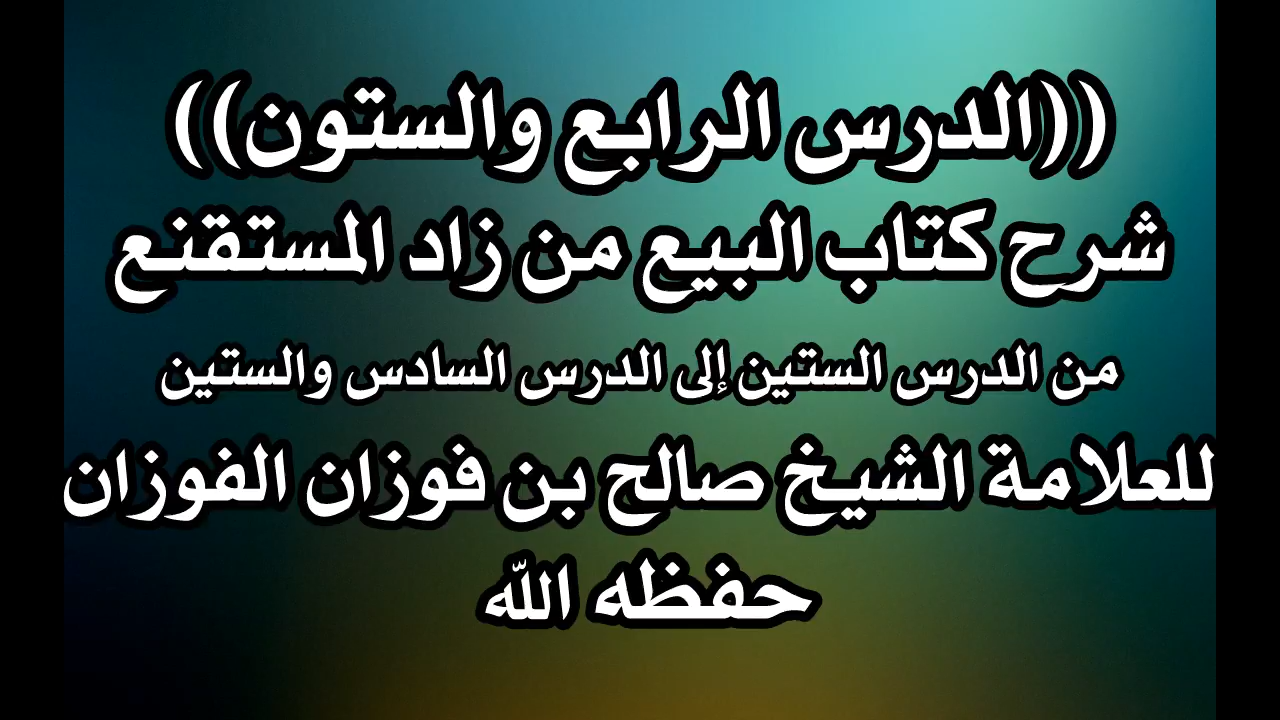 ((الدرس الرابع والستون))
شرح كتاب البيع من زاد المستقنع
من الدرس الستين إلى الدرس السادس والستين
للعلامة الشيخ صالح بن فوزان الفوزان
حفظه الله